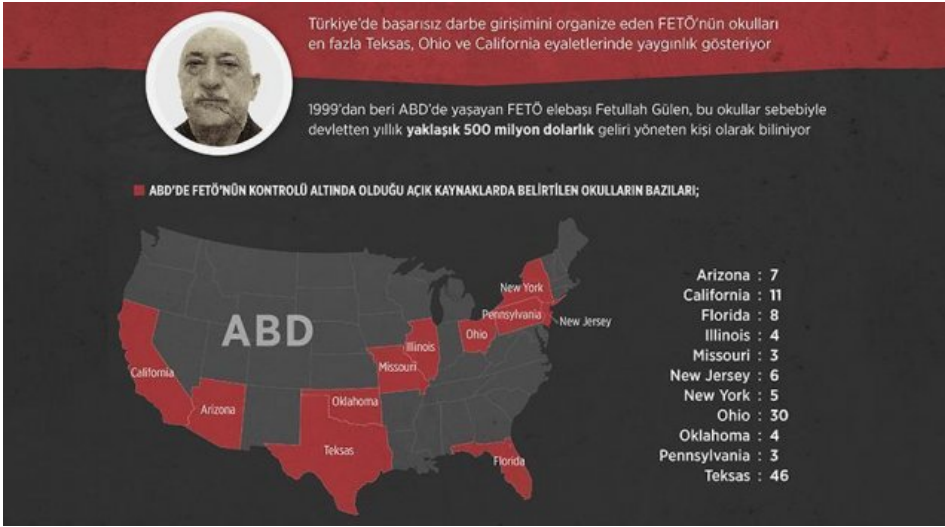 Türkiye'de başarısız darbe girişimini organize eden FETÖ'nün okulları
en fazla Teksas, Ohio ve California eyaletlerinde yaygınlık gösteriyor
1999'dan beri ABD'de yaşayan FETÖ elebaşı Fetullah Gülen, bu okullar sebebiyle
devletten yıllık yaklaşık 500 milyon dolarlık geliri yöneten kişi olarak biliniyor
ABD'DE FETÖ'NÜN KONTROLÜ ALTINDA OLDUĞU AÇIK KAYNAKLARDA BELİRTİLEN OKULLARIN BAZILARI;
New York
Pennsylvania
New Jersey
ABD
Ohio
Illinois
Missouri
California
Oklahoma
Arizona
Teksas
Florida
Arizona : 7
California : 11
Florida : 8
Illinois : 4
Missouri : 3
New Jersey : 6
New York : 5
Ohio : 30
Oklahoma : 4
Pennsylvania : 3
Teksas : 46